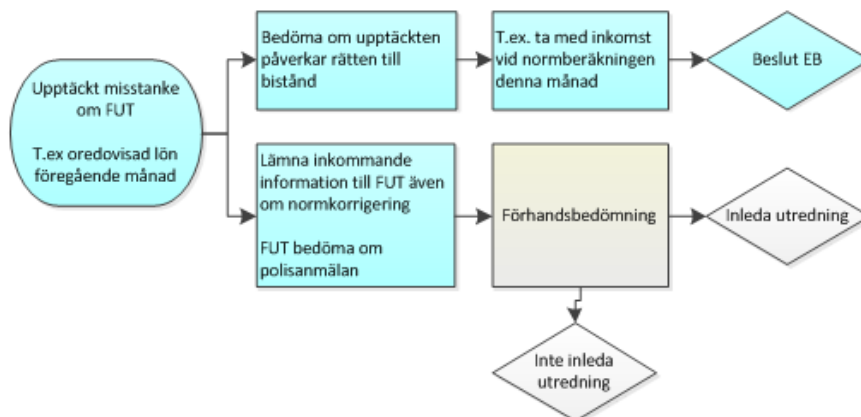 Upptäckt misstanke
om FUT
T.ex oredovisad lön
föregående månad
Bedöma om upptäckten
påverkar rätten till
bistånd
T.ex. ta med inkomst
vid normberäkningen
denna månad
Beslut EB
Lämna inkommande
information till FUT även
om normkorrigering
FUT bedöma om
polisanmälan
Förhandsbedömning
Inleda utredning
Inte inleda
utredning